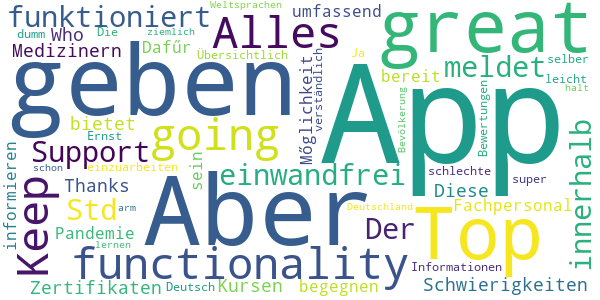 Weltsprachen
funktioniert
dumm Who Die ziemlich
umfassend
Alles
great
Medizinern
Dafür
Übersichtlich
Ja
meldet
selber
geben
Möglichkeit
verständlich
bereit
leicht
App
Bewertungen
halt
bietet
going
Bevölkerung
innerhalb
Ernst
Support
sein
einwandfrei
schlechte
super
informieren
schon
einzuarbeiten
Diese
Keep
Thanks
Std
arm
Aber
Deutschland
Top
Fachpersonal
Pandemie
Der
lernen
functionality
Informationen
Zertifikaten
Deutsch
Kursen
begegnen
Schwierigkeiten